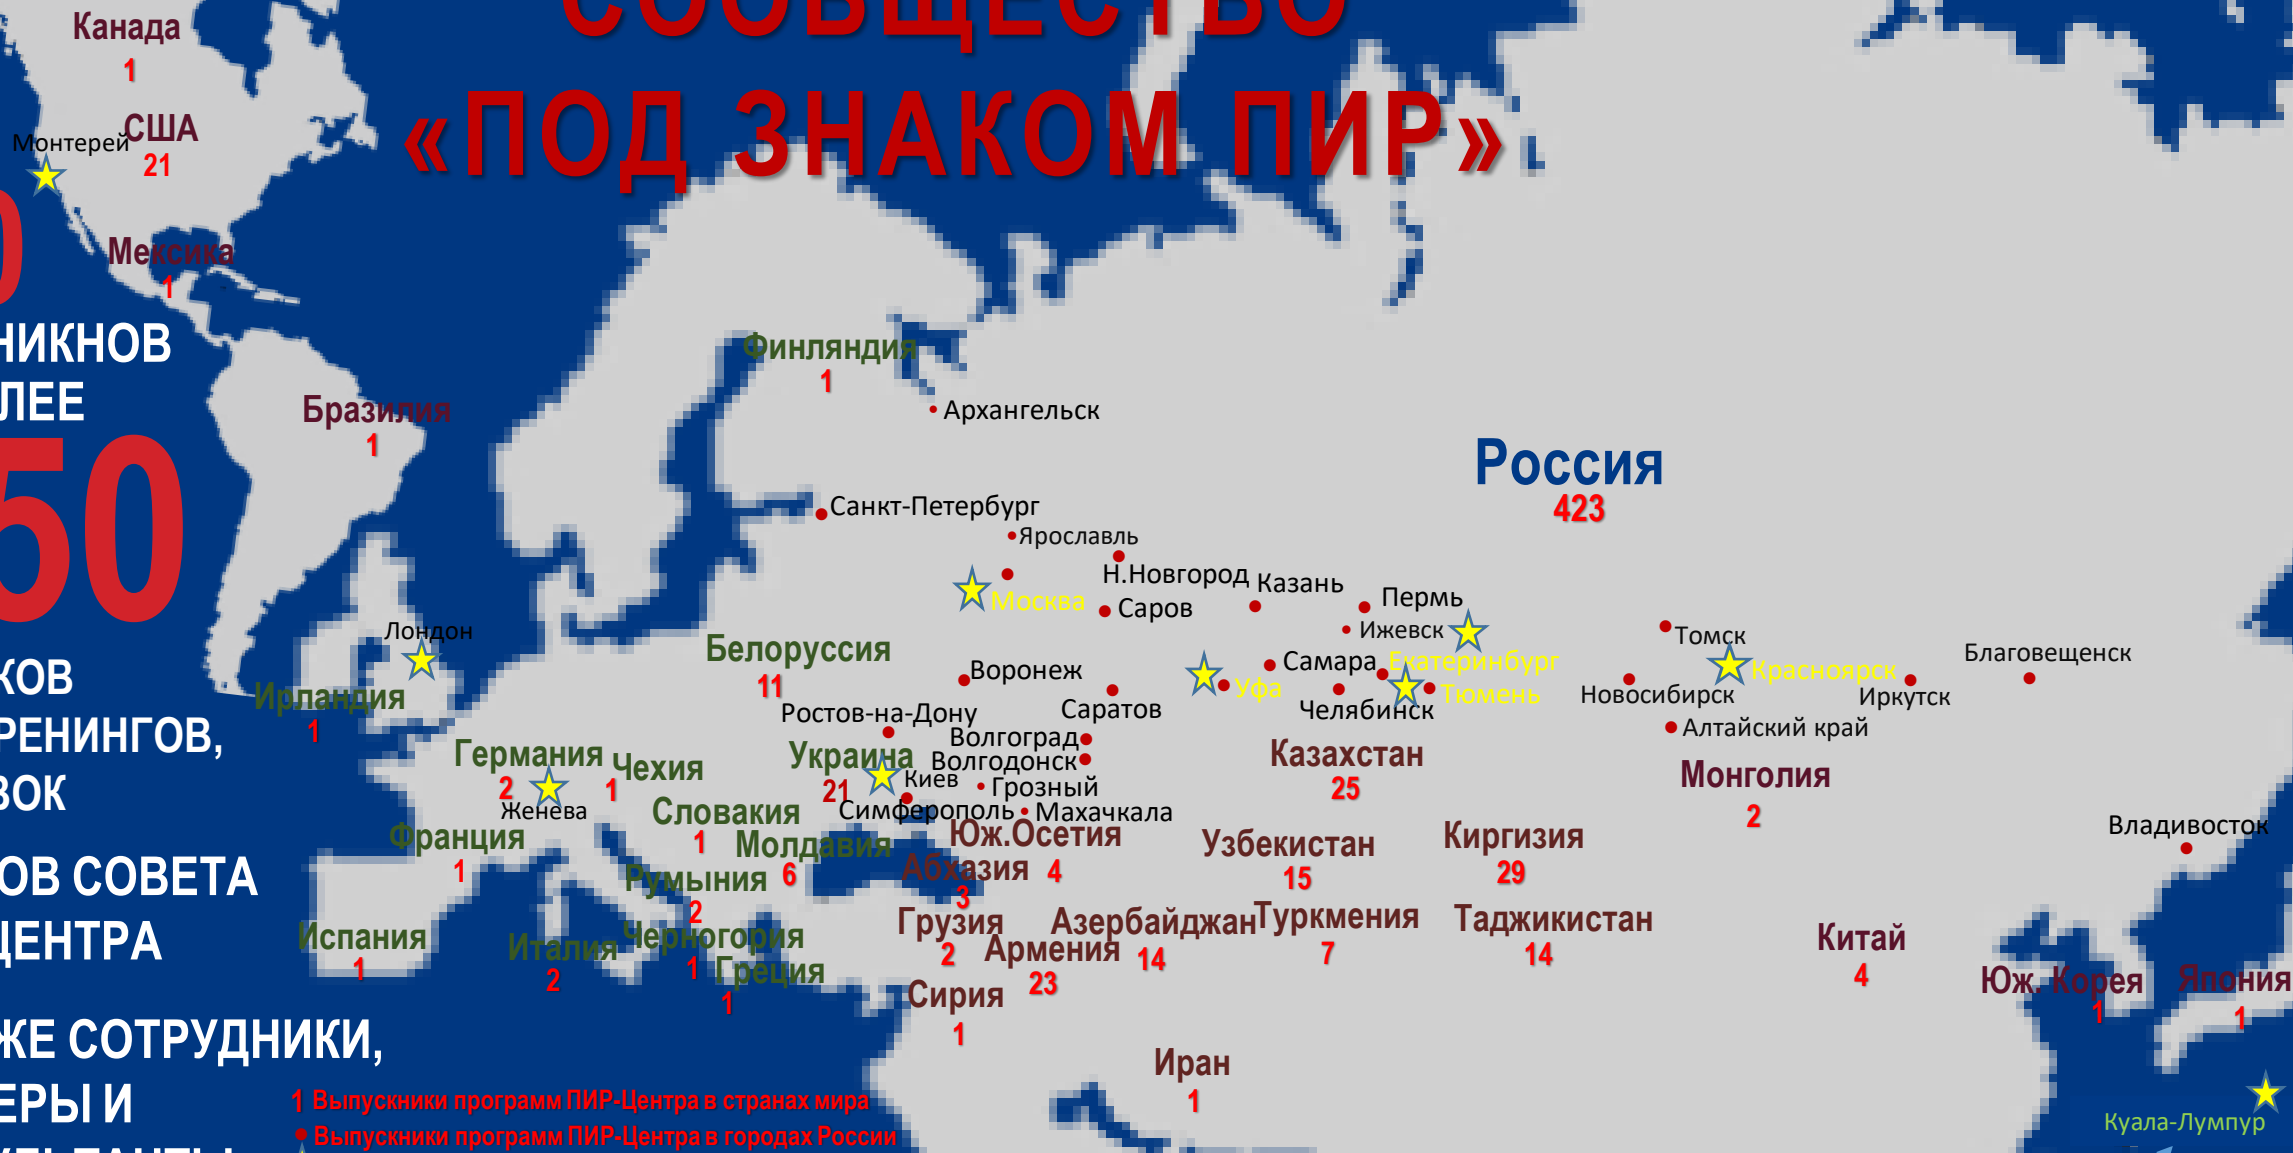 СООБЩЕСТВО
«ПОД ЗНАКОМ ПИР»
Канада
1
США
21
Монтерей
Мексика
1
0
НИКНОВ
ЛЕЕ
50
КОВ
РЕНИНГОВ,
ВОК
ОВ СОВЕТА
ЦЕНТРА
ЖЕ СОТРУДНИКИ,
ЕРЫ И
Бразилия
1
Финляндия
1
Архангельск
Россия
423
Санкт-Петербург
Ярославль
Н.Новгород
Казань
Москва
Саров
Пермь
Ижевск
Томск
Лондон
Белоруссия
11
Воронеж
Уфа
Самара
Екатеринбург
Тюмень
Красноярск
Благовещенск
Ирландия
1
Ростов-на-Дону
Саратов
Челябинск
Новосибирск
Иркутск
Алтайский край
Волгоград
Волгодонск
Германия
2
Чехия
1
Украина
21
Киев
Грозный
Казахстан
25
Монголия
2
Женева
Словакия
1
Симферополь
Махачкала
Владивосток
Франция
1
Молдавия
6
Юж.Осетия
4
Абхазия
3
Узбекистан
15
Киргизия
29
Румыния
2
Испания
1
Италия
2
Черногория
1
Греция
1
Грузия
2
Армения
23
Азербайджан
14
Туркмения
7
Таджикистан
14
Китай
4
Юж. Корея
1
Япония
1
Сирия
1
Иран
1
Куала-Лумпур
1 Выпускники программ ПИР-Центра в странах мира
Выпускники программ ПИР-Центра в городах России